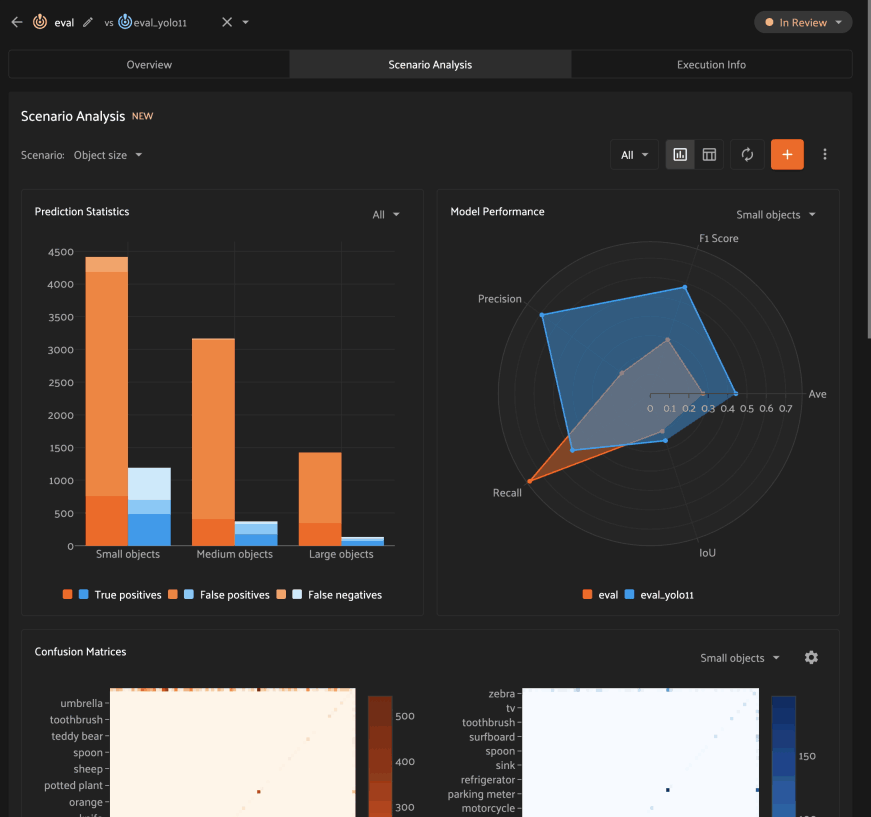 eval vs eval_yolo11
In Review
Overview Scenario Analysis Execution Info
Scenario Analysis NEW
Scenario: Object size
All
Prediction Statistics
All
4500
4000
3500
3000
2500
2000
1500
1000
500
0
Small objects Medium objects Large objects
True positives False positives False negatives
Model Performance
Small objects
F1 Score
Precision
Ave
0 0.1 0.2 0.3 0.4 0.5 0.6 0.7
Recall
IoU
eval eval_yolo11
Confusion Matrices
Small objects
umbrella
toothbrush
teddy bear
spoon
sheep
potted plant
orange
500
400
300
zebra
tv
toothbrush
surfboard
spoon
sink
refrigerator
parking meter
motorcycle
150